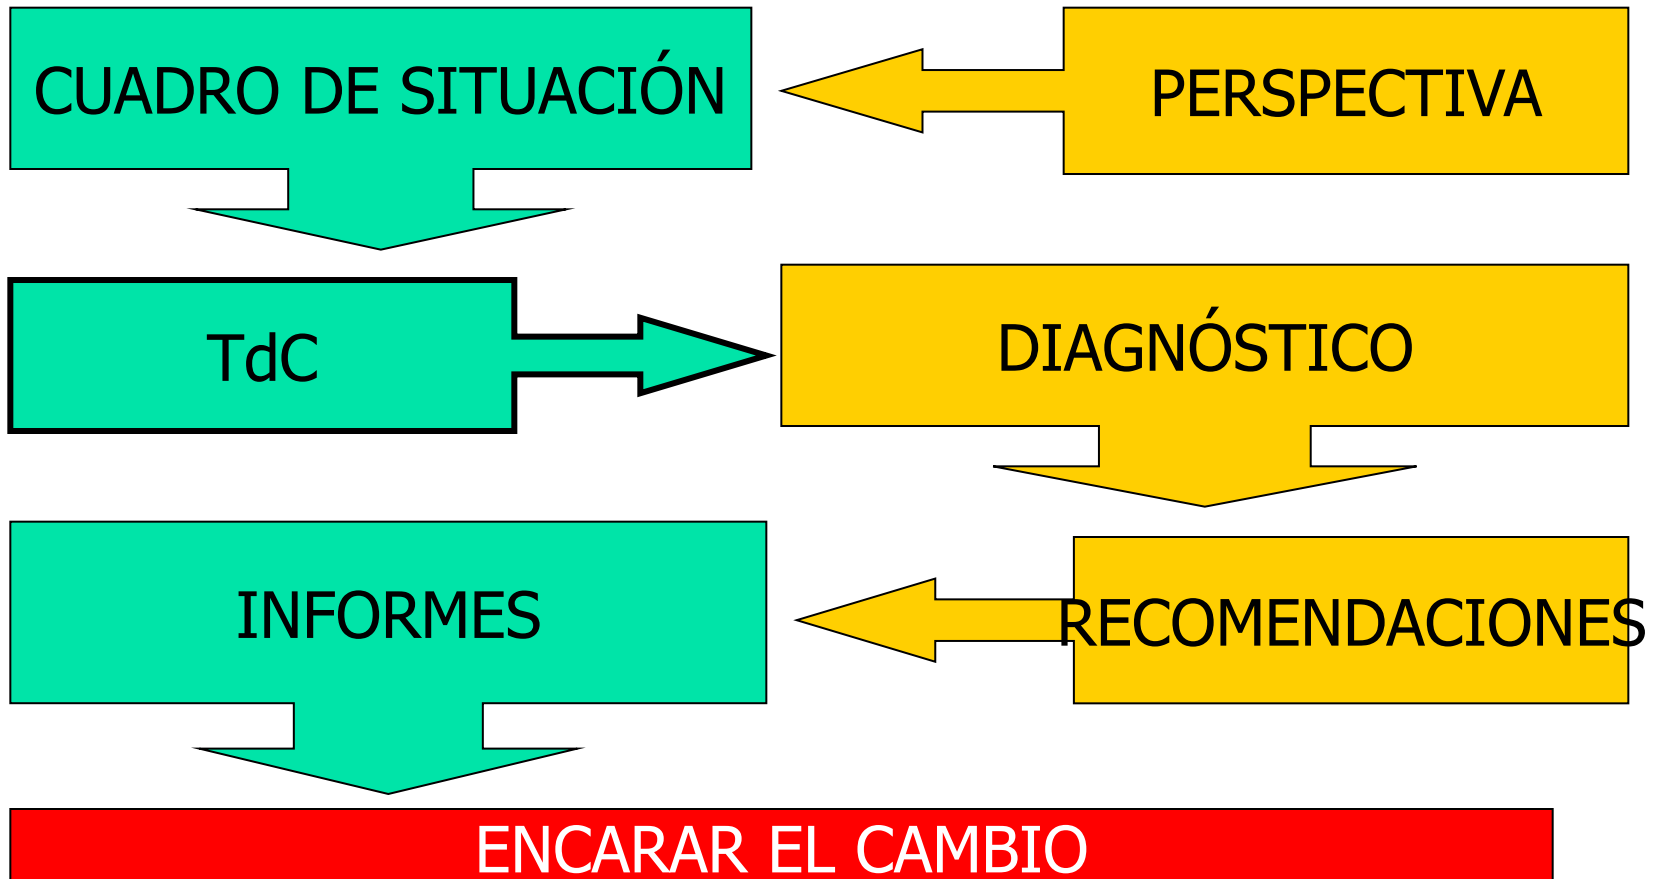 CUADRO DE SITUACIÓN
PERSPECTIVA
TdC
DIAGNÓSTICO
INFORMES
RECOMENDACIONES
ENCARAR EL CAMBIO